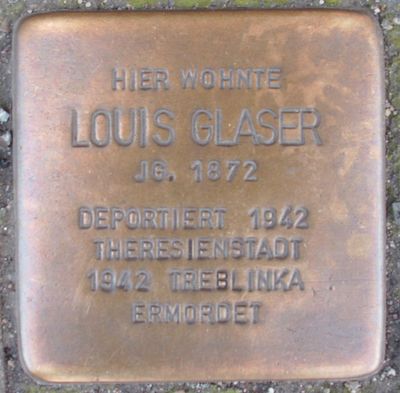 HIER WOHNTE
LOUIS GLASER
JG. 1872
DEPORTIERT 1942
THERESIENSTADT
1942 TREBLINKA
ERMORDET